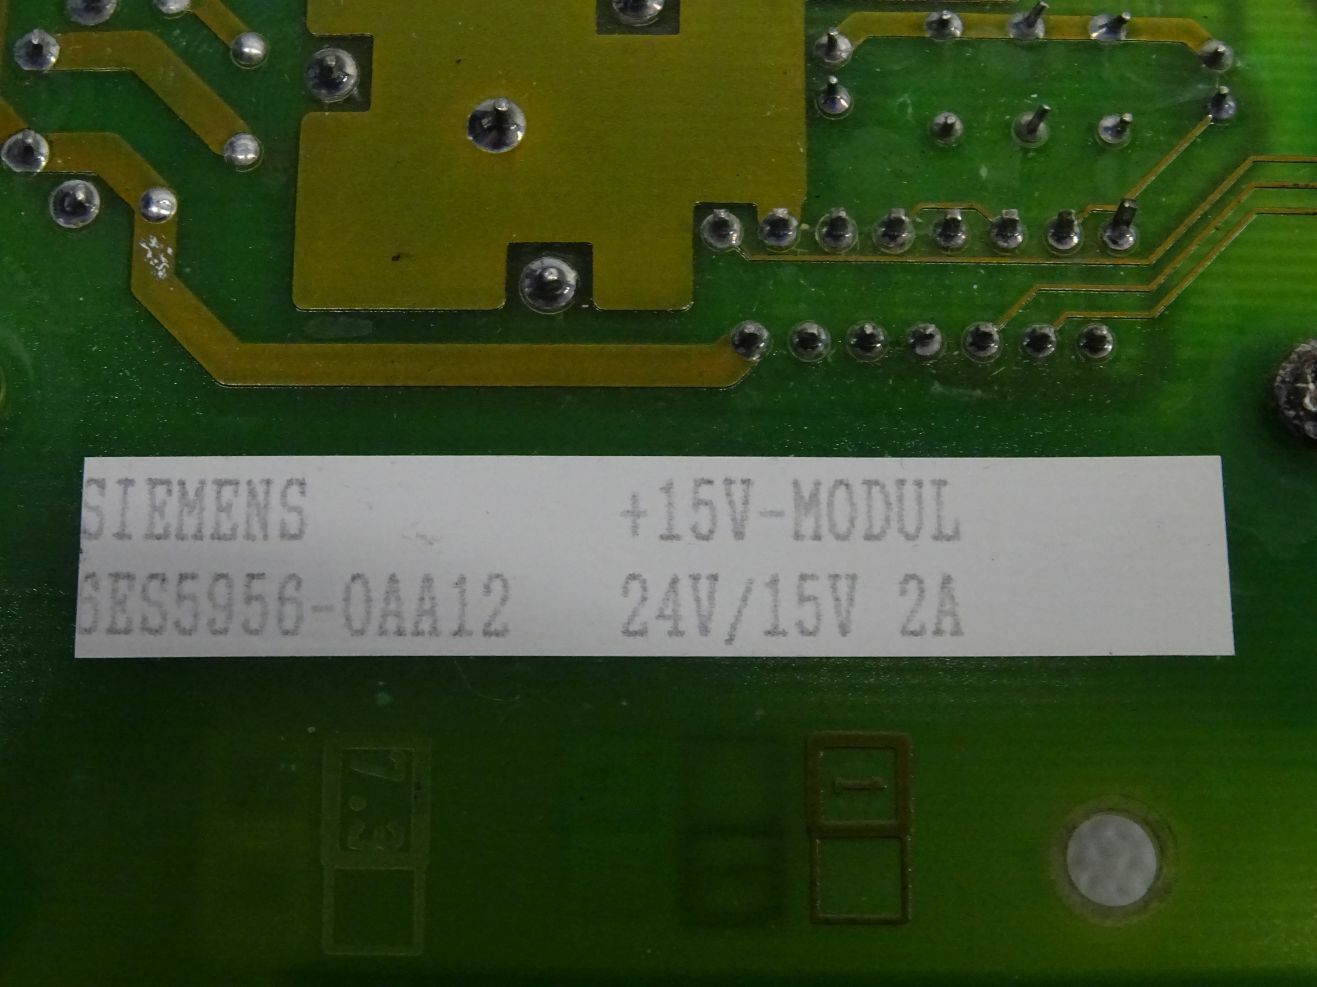 SIEMENS +15V-MODUL
6ES5956-0AA12 24V/15V 2A